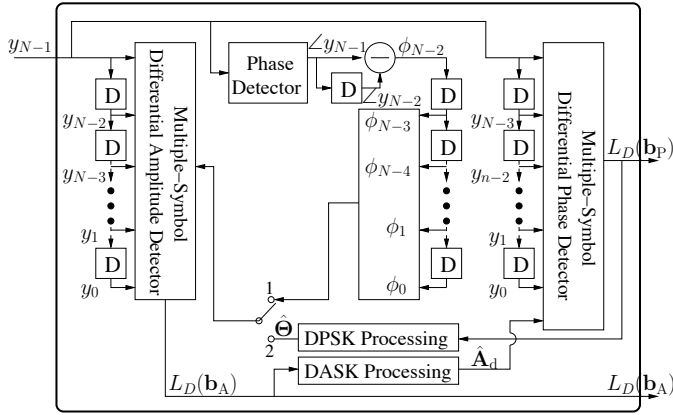 y_{N-1}
D
y_{N-2}
D
y_{N-3}
y_1
D
y_0
Multiple-Symbol
Differential Amplitude Detector
Phase
Detector
∠y_{N-1}
−
ϕ_{N-2}
D
∠y_{N-2}
ϕ_{N-3}
ϕ_{N-4}
ϕ_1
ϕ_0
D
D
D
D
y_{N-3}
D
y_{n-2}
y_1
D
y_0
Multiple-Symbol
Differential Phase Detector
L_D(b_P)
1
2
Θ̂
DPSK Processing
DASK Processing
Â_d
L_D(b_A)
L_D(b_A)